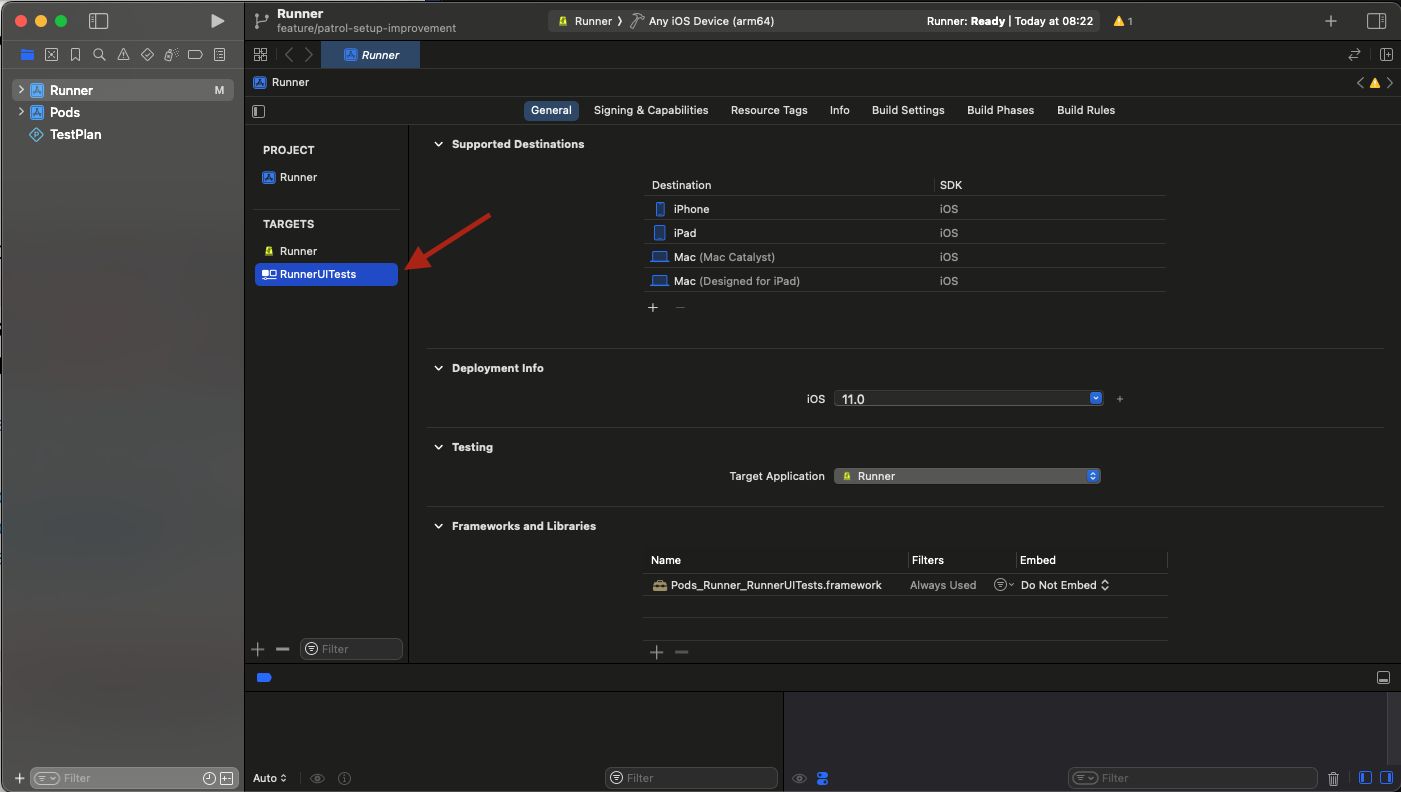 Runner
feature/patrol-setup-improvement
Runner
Any iOS Device (arm64)
Runner: Ready | Today at 08:22
1
Runner
Runner
M
Pods
TestPlan
Runner
General
Signing & Capabilities
Resource Tags
Info
Build Settings
Build Phases
Build Rules
PROJECT
Runner
TARGETS
Runner
RunnerUITests
Supported Destinations
Destination SDK
iPhone iOS
iPad iOS
Mac (Mac Catalyst) iOS
Mac (Designed for iPad) iOS
Deployment Info
iOS 11.0
Testing
Target Application Runner
Frameworks and Libraries
Name Filters Embed
Pods_Runner_RunnerUITests.framework Always Used Do Not Embed
Filter
Filter
Auto
Filter
Filter